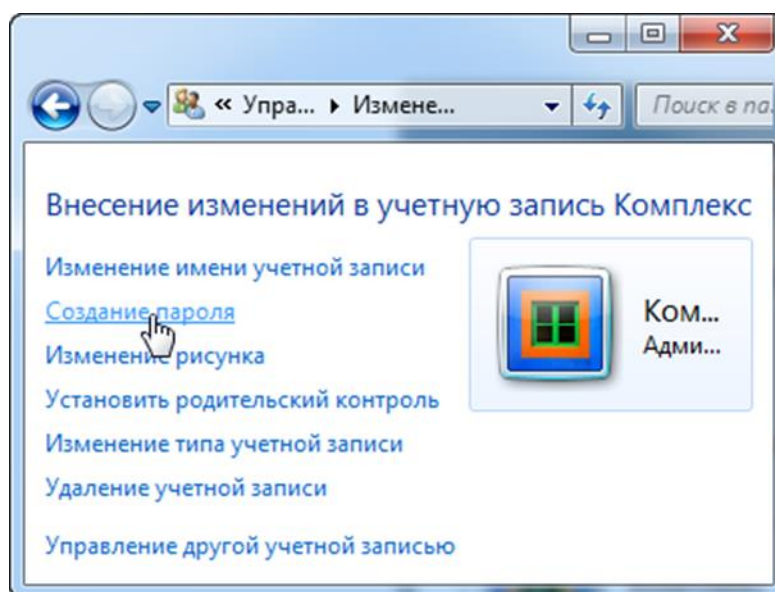 « Упра... Измене... Поиск в па
Внесение изменений в учетную запись Комплекс
Изменение имени учетной записи
Создание пароля
Изменение рисунка
Установить родительский контроль
Изменение типа учетной записи
Удаление учетной записи
Управление другой учетной записью
Ком...
Адми...